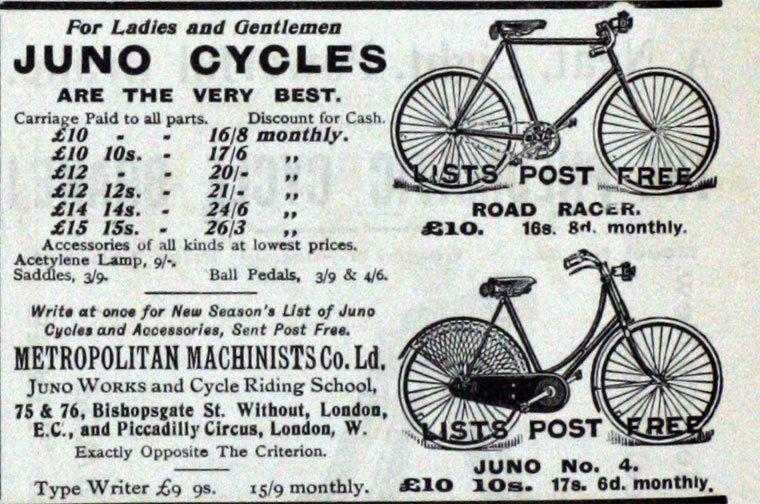 For Ladies and Gentlemen
JUNO CYCLES
ARE THE VERY BEST.
Carriage Paid to all parts. Discount for Cash.
£10 - - 16/8 monthly.
£10 10s. - 17/6 ,,
£12 - - 20/- ,,
£12 12s. - 21/- ,,
£14 14s. - 24/6 ,,
£15 15s. - 26/3 ,,
Accessories of all kinds at lowest prices.
Acetylene Lamp, 9/-.
Saddles, 3/9. Ball Pedals, 3/9 & 4/6.
Write at once for New Season's List of Juno
Cycles and Accessories, Sent Post Free.
METROPOLITAN MACHINISTS Co. Ld.
JUNO WORKS and Cycle Riding School,
75 & 76, Bishopsgate St. Without, London,
E.C., and Piccadilly Circus, London, W.
Exactly Opposite The Criterion.
Type Writer £9 9s. 15/9 monthly.
LISTS POST FREE
ROAD RACER.
£10. 16s. 8d. monthly.
LISTS POST FREE
JUNO No. 4.
£10 10s. 17s. 6d. monthly.